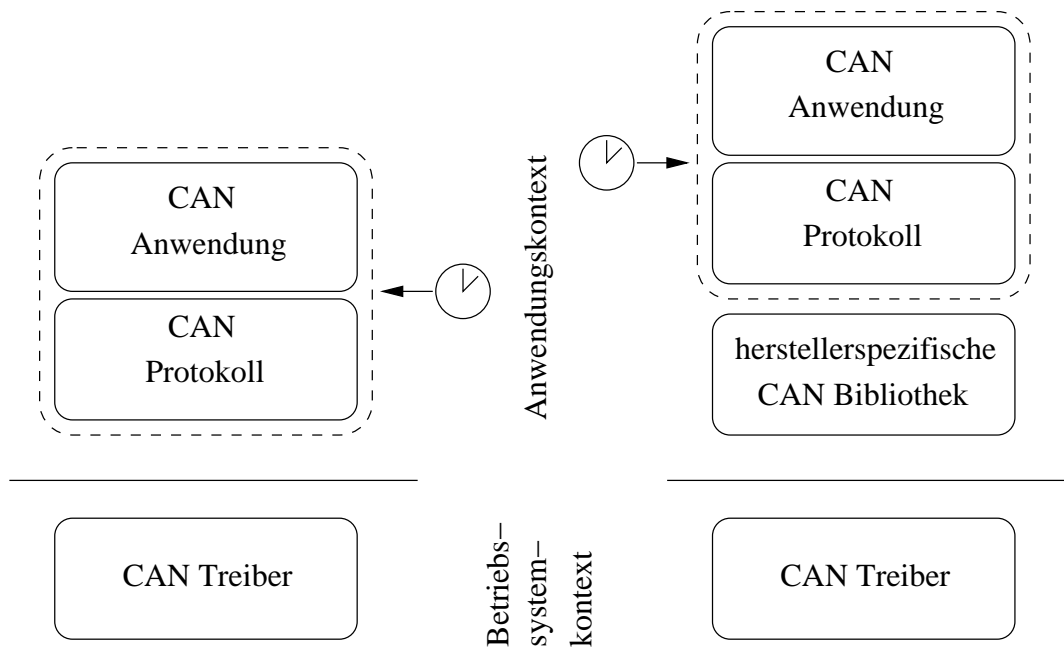 CAN
Anwendung
CAN
Protokoll
CAN Treiber
Anwendungskontext
Betriebs–
system–
kontext
CAN
Anwendung
CAN
Protokoll
herstellerspezifische
CAN Bibliothek
CAN Treiber